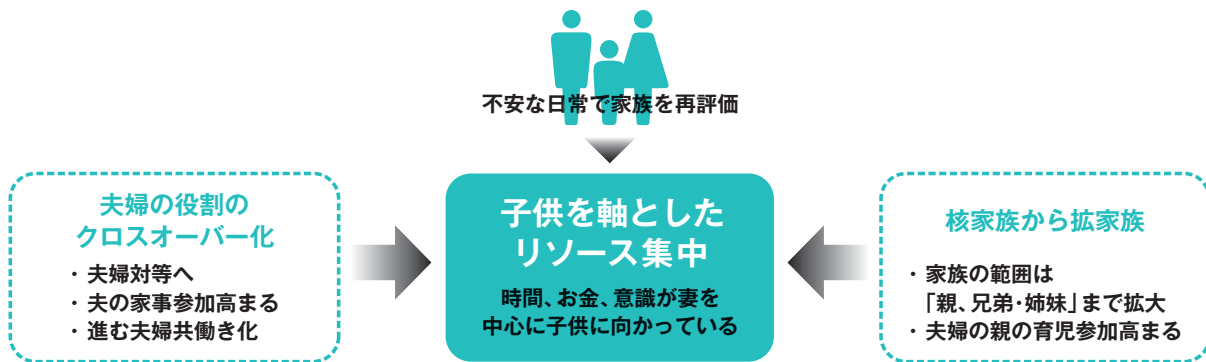 不安な日常で家族を再評価
夫婦の役割の
クロスオーバー化
・夫婦対等へ
・夫の家事参加高まる
・進む夫婦共働き化
子供を軸とした
リソース集中
時間、お金、意識が妻を
中心に子供に向かっている
核家族から拡家族
・家族の範囲は
「親、兄弟・姉妹」まで拡大
・夫婦の親の育児参加高まる